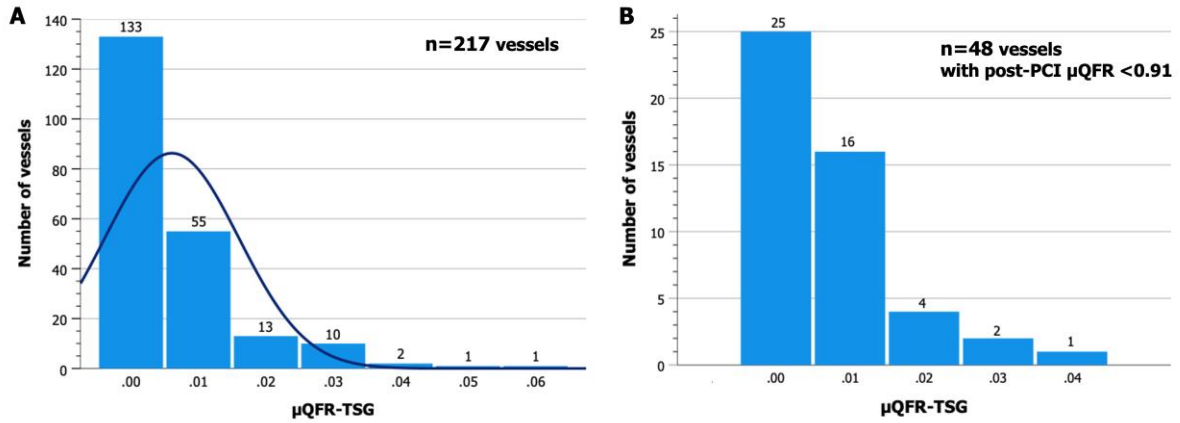 A
n=217 vessels
Number of vessels
140
120
100
80
60
40
20
0
133
55
13
10
2
1
1
.00 .01 .02 .03 .04 .05 .06
µQFR-TSG
B
n=48 vessels
with post-PCI µQFR <0.91
Number of vessels
25
20
15
10
5
0
25
16
4
2
1
.00 .01 .02 .03 .04
µQFR-TSG